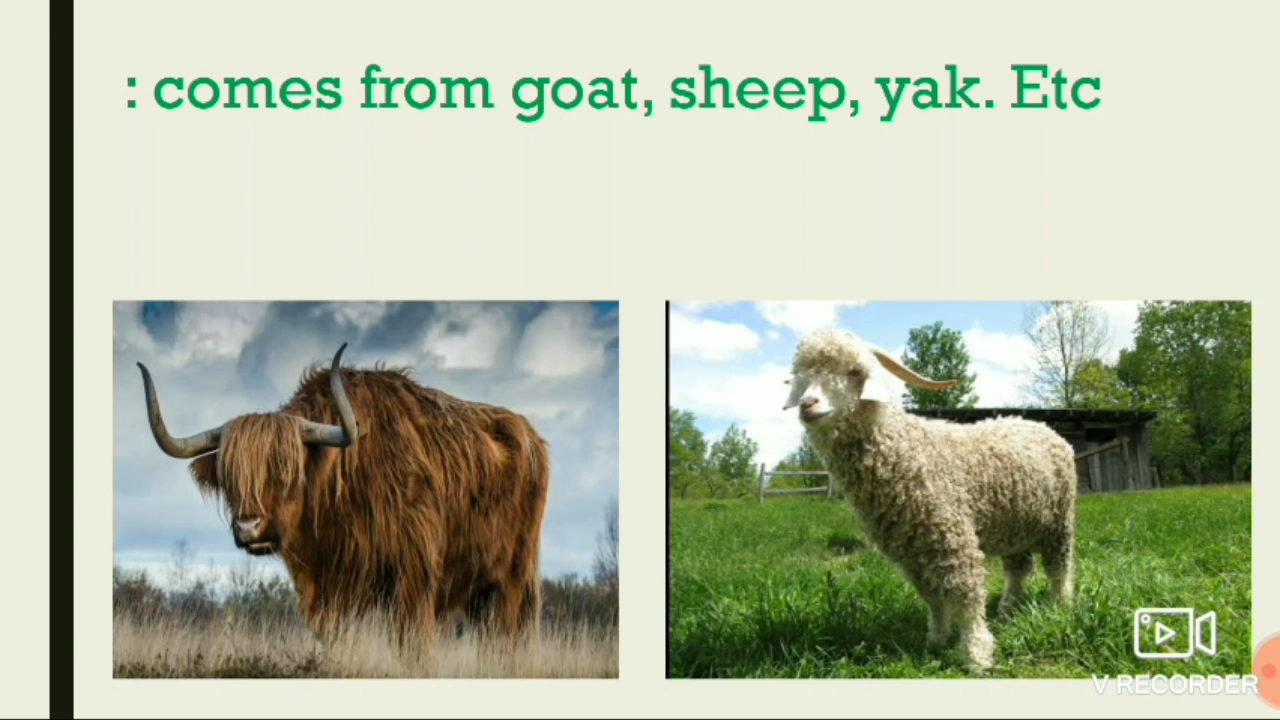 : comes from goat, sheep, yak. Etc
V RECORDER